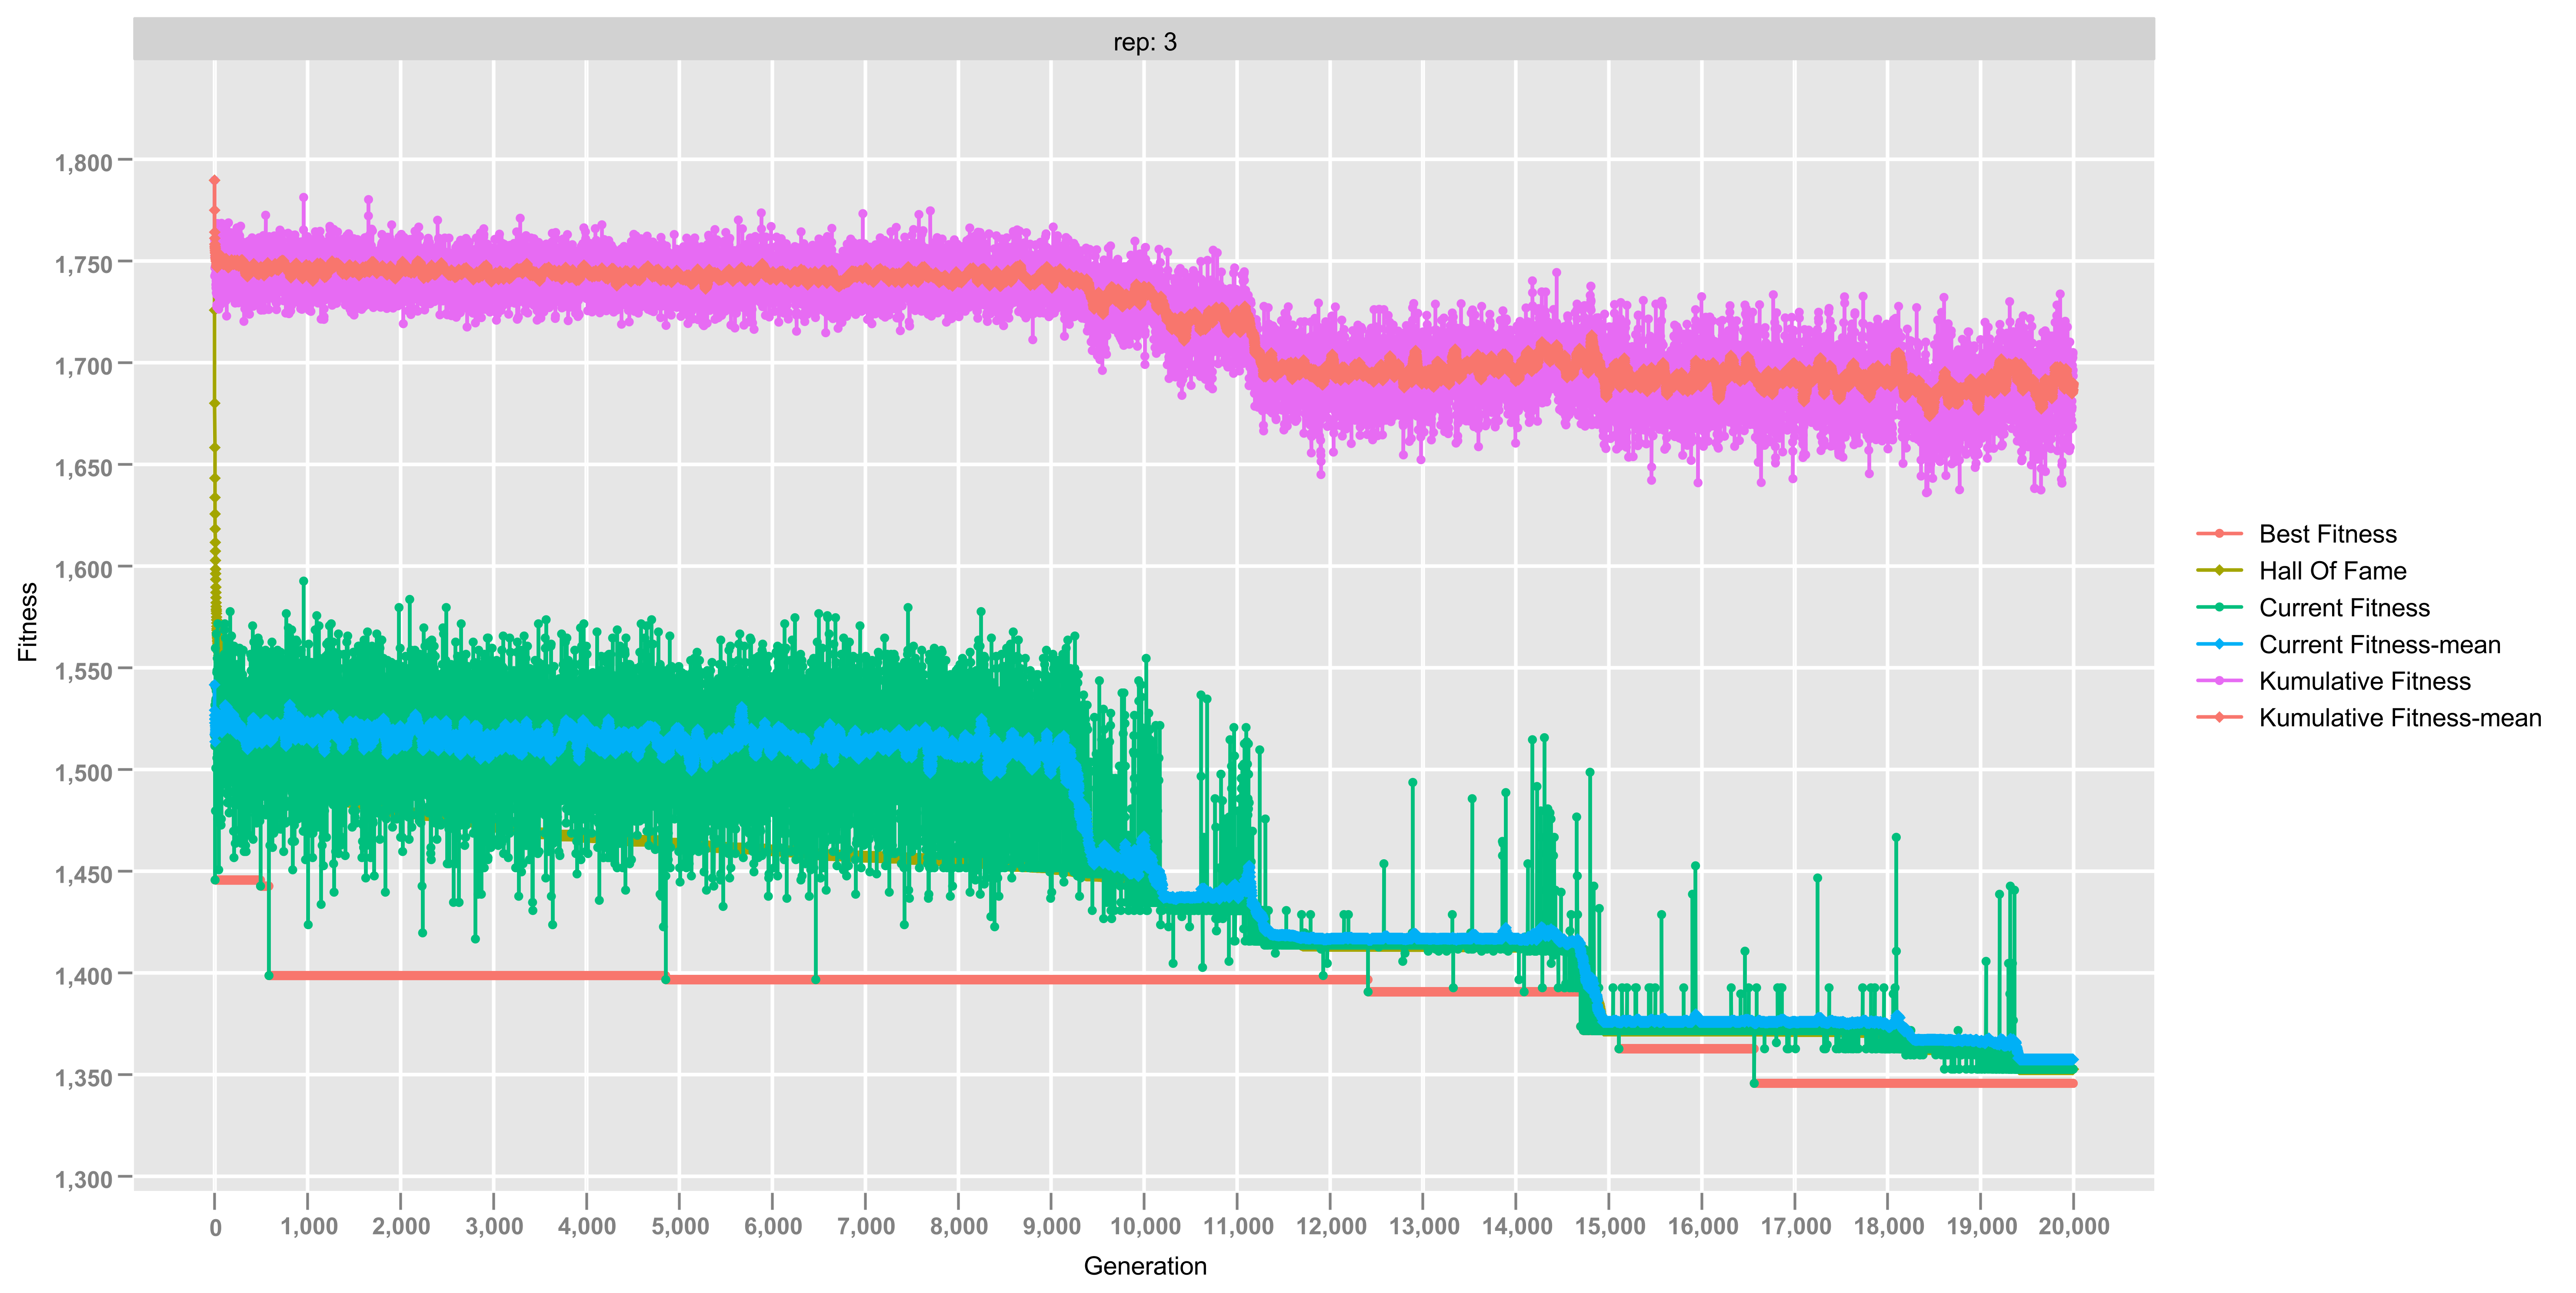 rep: 3
1,800
1,750
1,700
1,650
1,600
1,550
1,500
1,450
1,400
1,350
1,300
Fitness
0 1,000 2,000 3,000 4,000 5,000 6,000 7,000 8,000 9,000 10,000 11,000 12,000 13,000 14,000 15,000 16,000 17,000 18,000 19,000 20,000
Generation
Best Fitness
Hall Of Fame
Current Fitness
Current Fitness-mean
Kumulative Fitness
Kumulative Fitness-mean